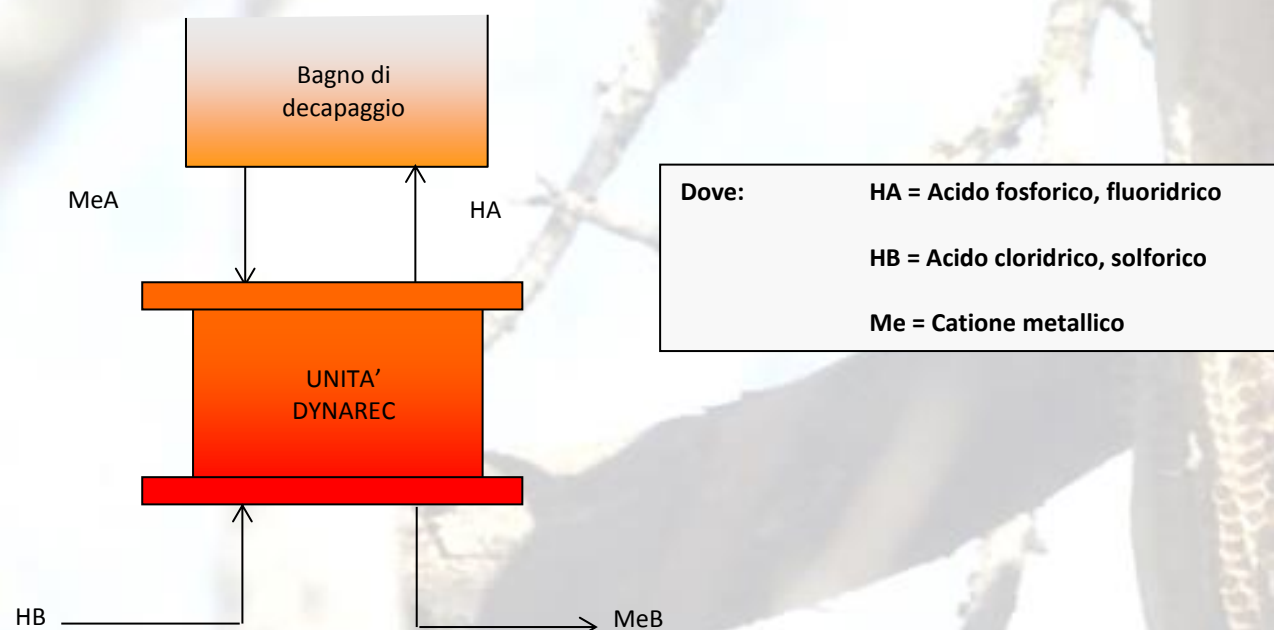 Bagno di
decapaggio
MeA
HA
Dove: HA = Acido fosforico, fluoridrico
HB = Acido cloridrico, solforico
Me = Catione metallico
UNITA’
DYNAREC
HB
MeB